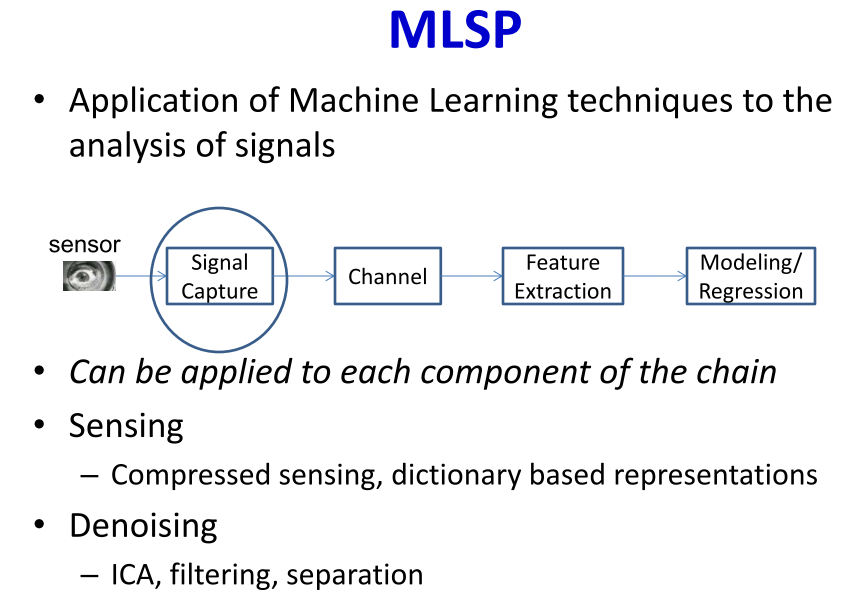 MLSP
• Application of Machine Learning techniques to the
analysis of signals
sensor
Signal
Capture
Channel
Feature
Extraction
Modeling/
Regression
• Can be applied to each component of the chain
• Sensing
– Compressed sensing, dictionary based representations
• Denoising
– ICA, filtering, separation